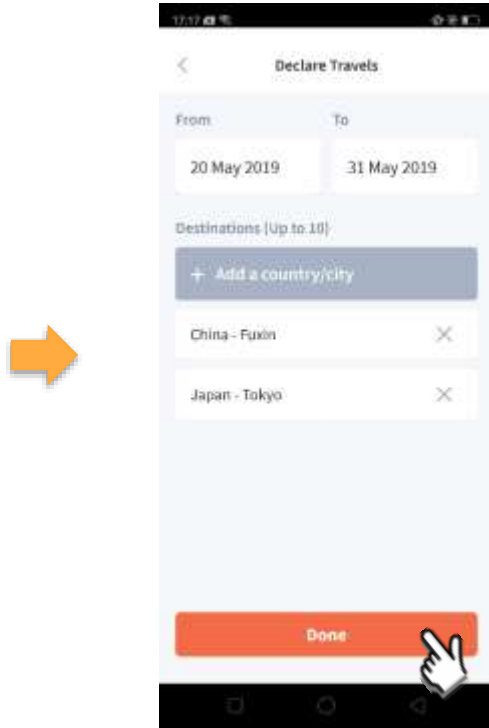 17:17
Declare Travels
From To
20 May 2019 31 May 2019
Destinations (Up to 10)
+ Add a country/city
China - Fuxin
Japan - Tokyo
Done